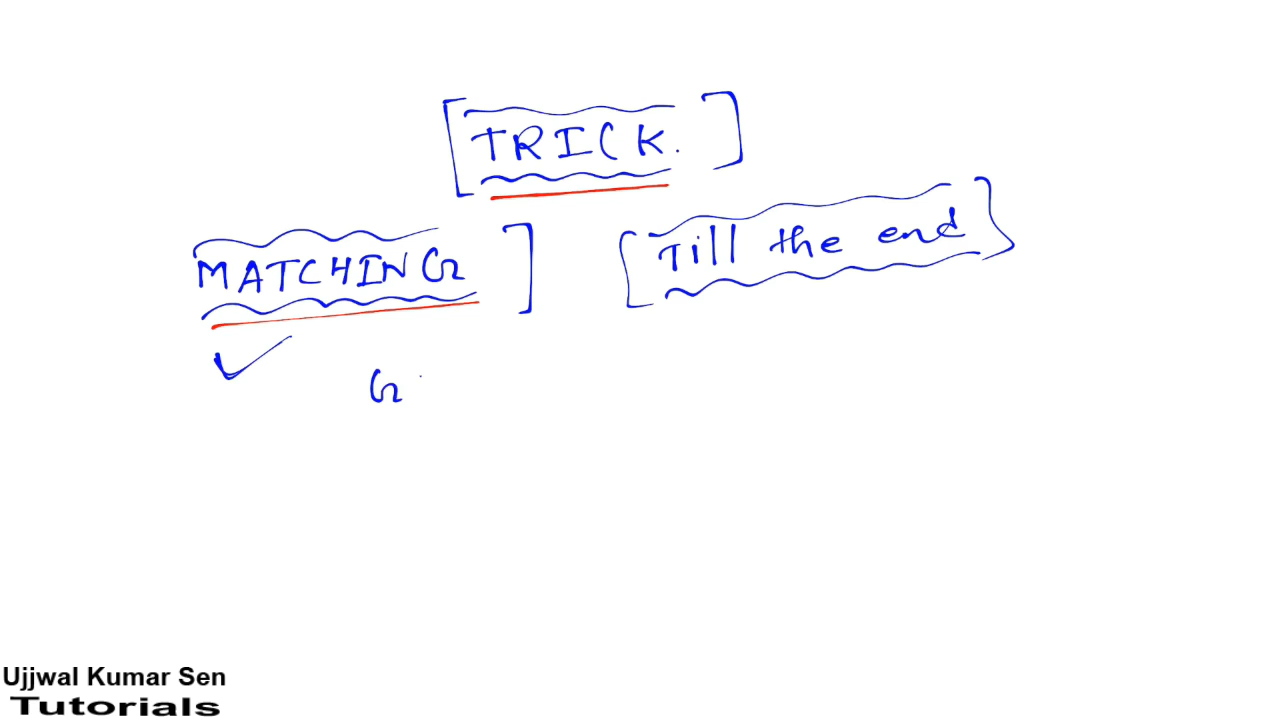 [TRICK.]
MATCHING] [Till the end}
G
Ujjwal Kumar Sen
Tutorials